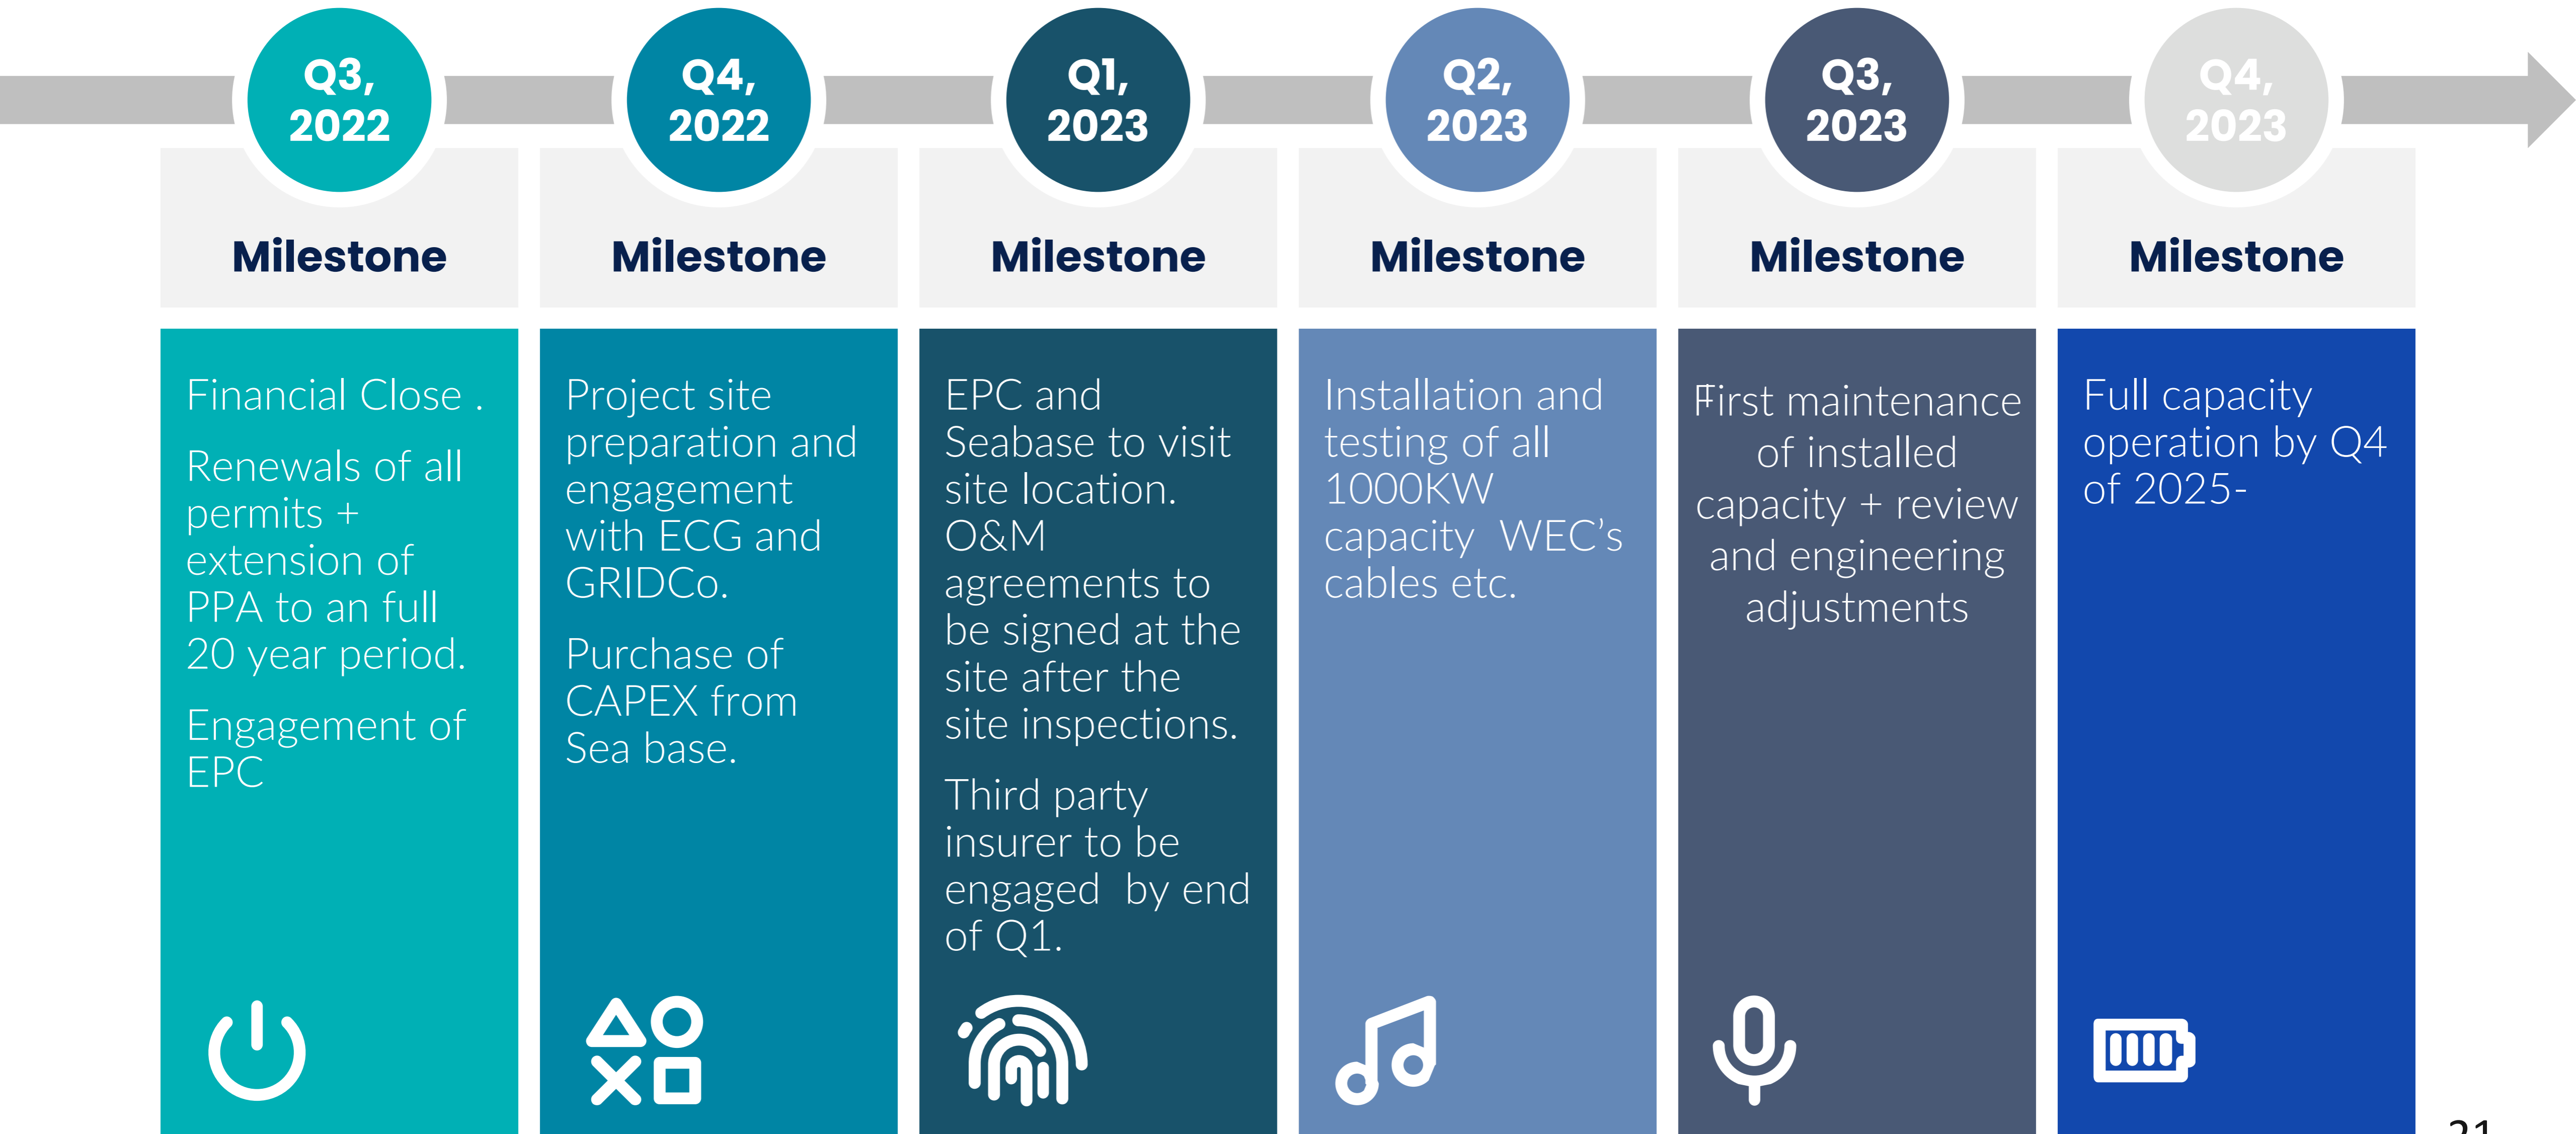 Q3,
2022
Q4,
2022
Q1,
2023
Q2,
2023
Q3,
2023
Q4,
2023
Milestone
Milestone
Milestone
Milestone
Milestone
Milestone
Financial Close .
Renewals of all
permits +
extension of
PPA to an full
20 year period.
Engagement of
EPC
Project site
preparation and
engagement
with ECG and
GRIDCo.
Purchase of
CAPEX from
Sea base.
EPC and
Seabase to visit
site location.
O&M
agreements to
be signed at the
site after the
site inspections.
Third party
insurer to be
engaged  by end
of Q1.
Installation and
testing of all
1000KW
capacity  WEC’s
cables etc.
First maintenance
of installed
capacity + review
and engineering
adjustments
Full capacity
operation by Q4
of 2025-